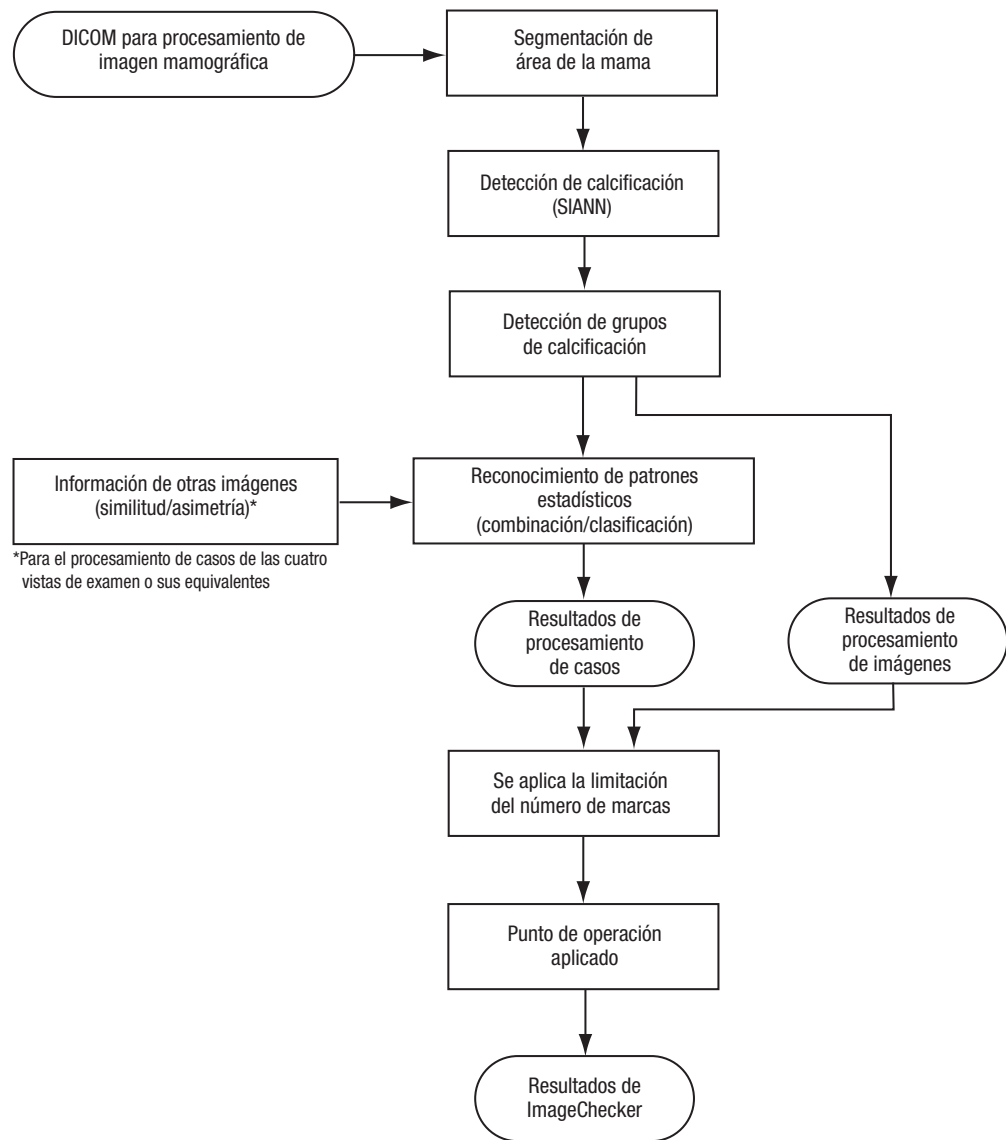 DICOM para procesamiento de
imagen mamográfica
Segmentación de
área de la mama
Detección de calcificación
(SIANN)
Detección de grupos
de calcificación
Información de otras imágenes
(similitud/asimetría)*
*Para el procesamiento de casos de las cuatro
vistas de examen o sus equivalentes
Reconocimiento de patrones
estadísticos
(combinación/clasificación)
Resultados de
procesamiento
de casos
Resultados de
procesamiento
de imágenes
Se aplica la limitación
del número de marcas
Punto de operación
aplicado
Resultados de
ImageChecker